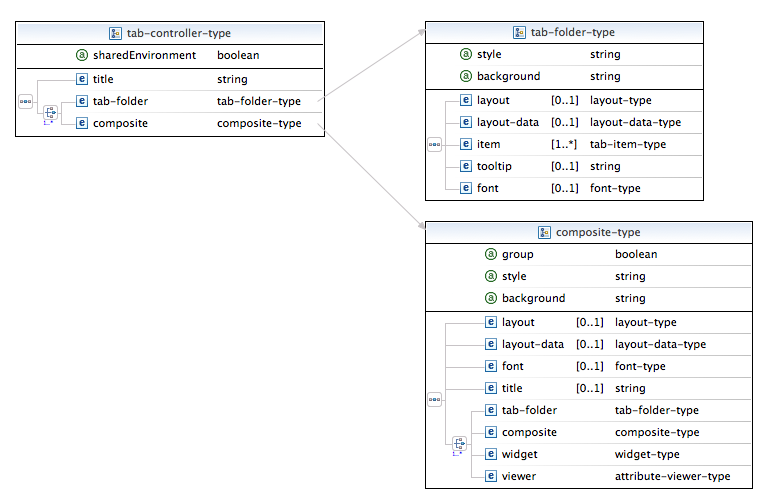 tab-controller-type
a sharedEnvironment boolean
e title string
e tab-folder tab-folder-type
e composite composite-type
tab-folder-type
a style string
a background string
e layout [0..1] layout-type
e layout-data [0..1] layout-data-type
e item [1..*] tab-item-type
e tooltip [0..1] string
e font [0..1] font-type
composite-type
a group boolean
a style string
a background string
e layout [0..1] layout-type
e layout-data [0..1] layout-data-type
e font [0..1] font-type
e title [0..1] string
e tab-folder tab-folder-type
e composite composite-type
e widget widget-type
e viewer attribute-viewer-type